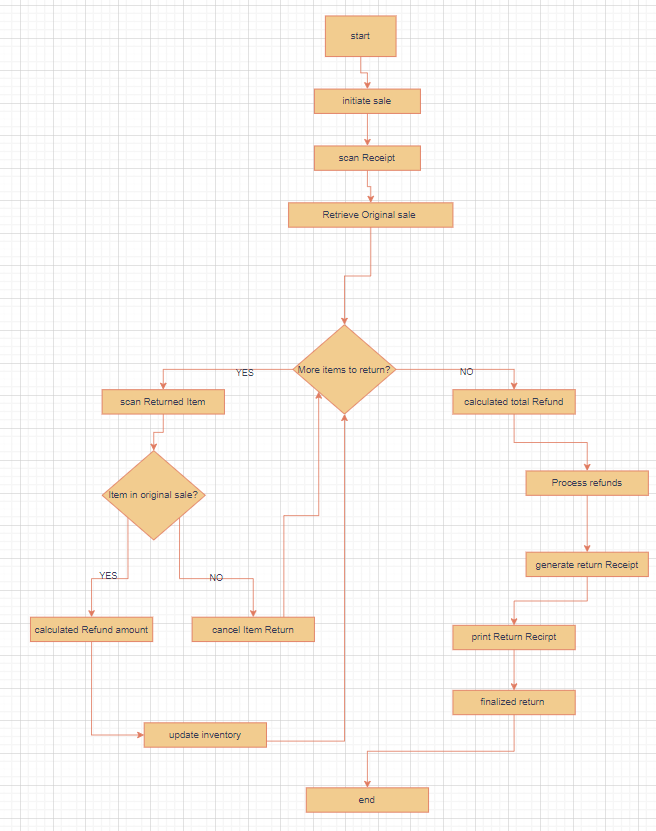 start
initiate sale
scan Receipt
Retrieve Original sale
More items to return?
YES
NO
scan Returned Item
calculated total Refund
Item in original sale?
Process refunds
generate return Receipt
YES
NO
calculated Refund amount
cancel Item Return
print Return Recirpt
finalized return
update inventory
end